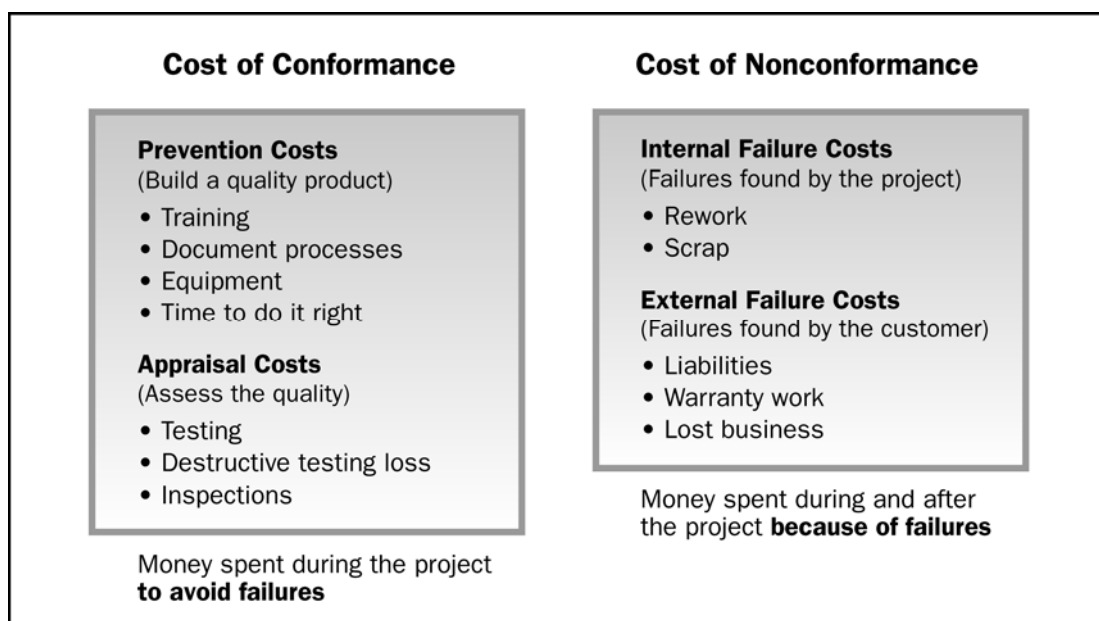 Cost of Conformance
Prevention Costs
(Build a quality product)
• Training
• Document processes
• Equipment
• Time to do it right
Appraisal Costs
(Assess the quality)
• Testing
• Destructive testing loss
• Inspections
Money spent during the project
to avoid failures
Cost of Nonconformance
Internal Failure Costs
(Failures found by the project)
• Rework
• Scrap
External Failure Costs
(Failures found by the customer)
• Liabilities
• Warranty work
• Lost business
Money spent during and after
the project because of failures